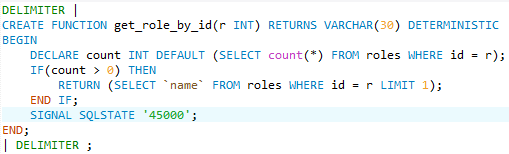 DELIMITER |
CREATE FUNCTION get_role_by_id(r INT) RETURNS VARCHAR(30) DETERMINISTIC
BEGIN
    DECLARE count INT DEFAULT (SELECT count(*) FROM roles WHERE id = r);
    IF(count > 0) THEN
        RETURN (SELECT `name` FROM roles WHERE id = r LIMIT 1);
    END IF;
    SIGNAL SQLSTATE '45000';
END;
| DELIMITER ;